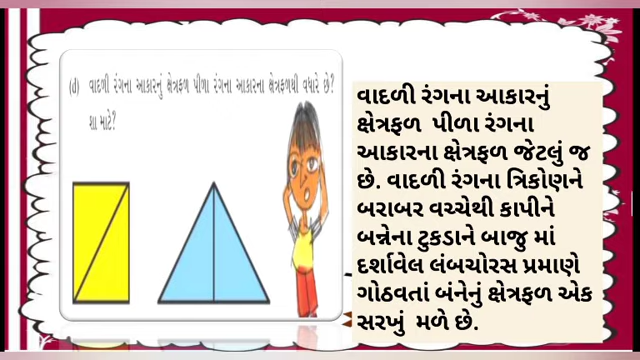 (d) વાદળી રંગના આકારનું ક્ષેત્રફળ પીળા રંગના આકારના ક્ષેત્રફળથી વધારે છે?
શા માટે?
વાદળી રંગના આકારનું
ક્ષેત્રફળ પીળા રંગના
આકારના ક્ષેત્રફળ જેટલું જ
છે. વાદળી રંગના ત્રિકોણને
બરાબર વચ્ચેથી કાપીને
બન્નેના ટુકડાને બાજુ માં
દર્શાવેલ લંબચોરસ પ્રમાણે
ગોઠવતાં બંનેનું ક્ષેત્રફળ એક
સરખું મળે છે.